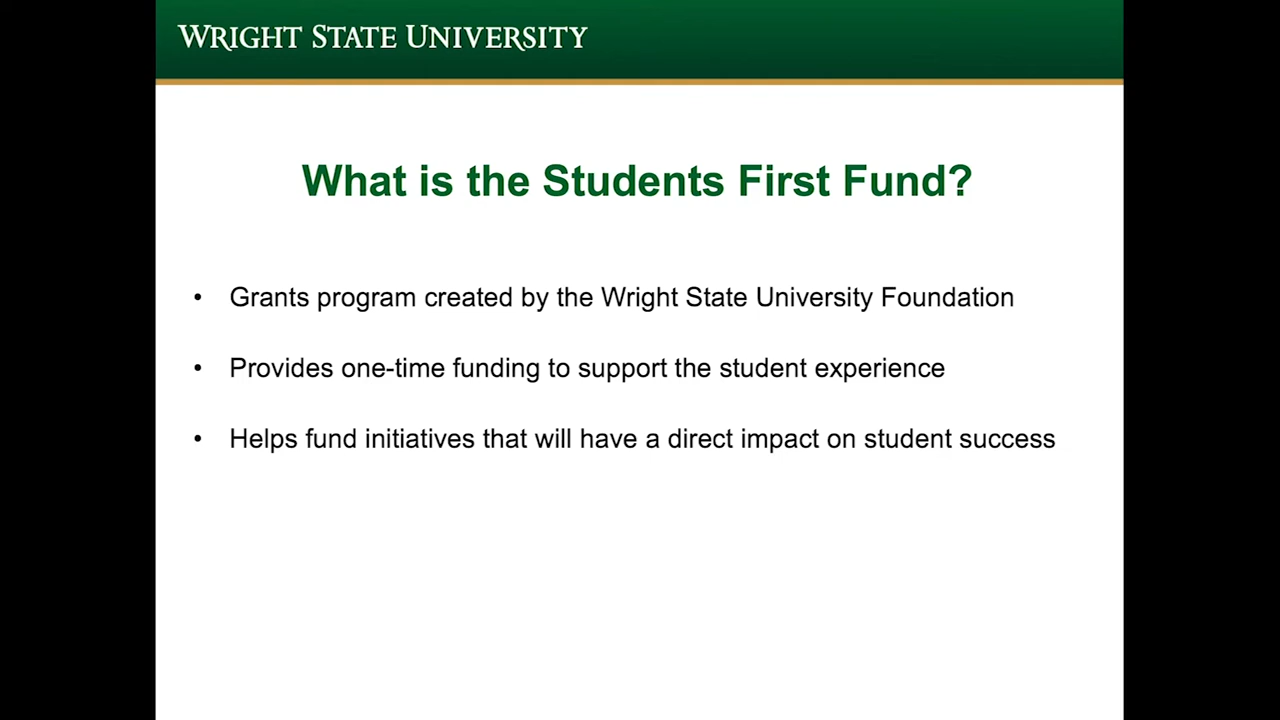 WRIGHT STATE UNIVERSITY
What is the Students First Fund?
• Grants program created by the Wright State University Foundation
• Provides one-time funding to support the student experience
• Helps fund initiatives that will have a direct impact on student success